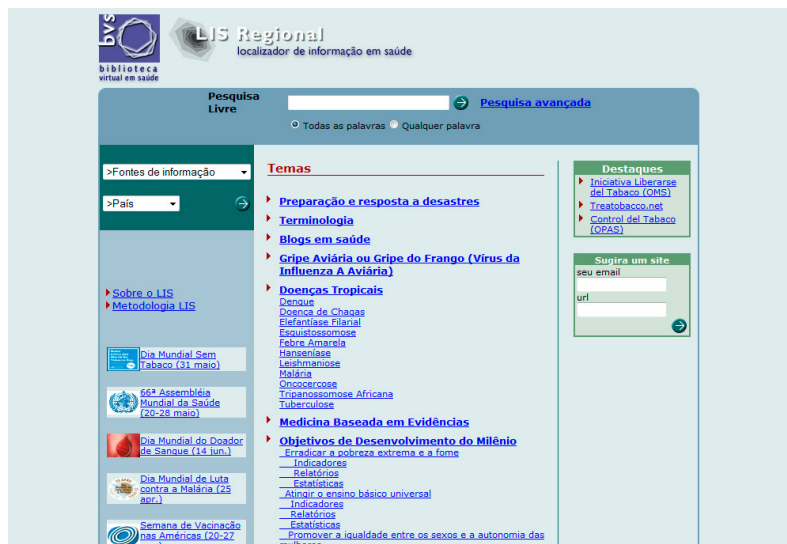 bvs
biblioteca
virtual em saúde
LIS Regional
localizador de informação em saúde
Pesquisa
Livre
Pesquisa avançada
Todas as palavras
Qualquer palavra
>Fontes de informação
>País
Sobre o LIS
Metodologia LIS
Dia Mundial Sem
Tabaco (31 maio)
66ª Assembléia
Mundial da Saúde
(20-28 maio)
Dia Mundial do Doador
de Sangue (14 jun.)
Dia Mundial de Luta
contra a Malária (25
apr.)
Semana de Vacinação
nas Américas (20-27
Temas
Preparação e resposta a desastres
Terminologia
Blogs em saúde
Gripe Aviária ou Gripe do Frango (Vírus da
Influenza A Aviária)
Doenças Tropicais
Dengue
Doença de Chagas
Elefantíase Filarial
Esquistossomose
Febre Amarela
Hanseníase
Leishmaniose
Malária
Oncocercose
Tripanossomose Africana
Tuberculose
Medicina Baseada em Evidências
Objetivos de Desenvolvimento do Milênio
Erradicar a pobreza extrema e a fome
Indicadores
Relatórios
Estatísticas
Atingir o ensino básico universal
Indicadores
Relatórios
Estatísticas
Promover a igualdade entre os sexos e a autonomia das
Destaques
Iniciativa Liberarse
del Tabaco (OMS)
Treatobacco.net
Control del Tabaco
(OPAS)
Sugira um site
seu email
url